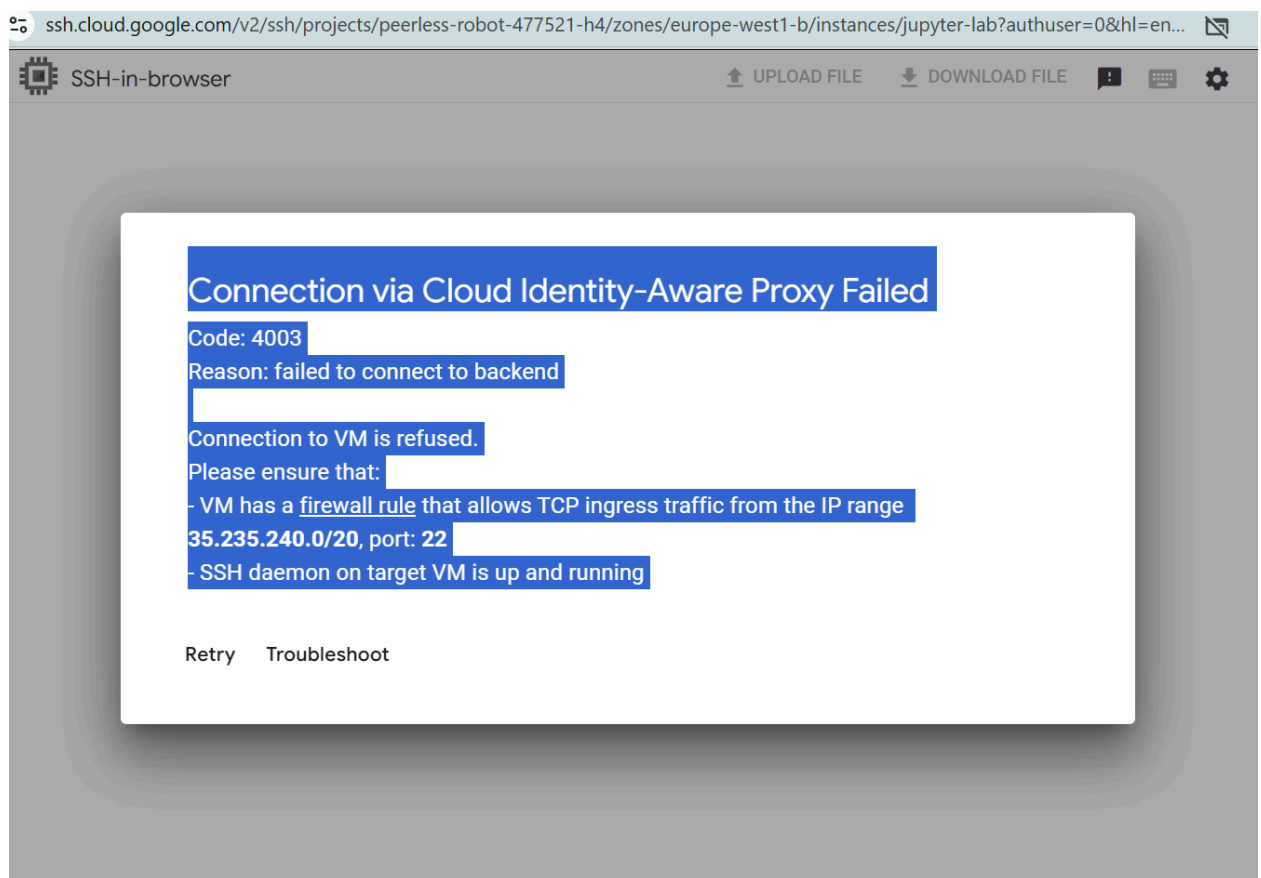 ssh.cloud.google.com/v2/ssh/projects/peerless-robot-477521-h4/zones/europe-west1-b/instances/jupyter-lab?authuser=0&hl=en...
SSH-in-browser
UPLOAD FILE
DOWNLOAD FILE
Connection via Cloud Identity-Aware Proxy Failed
Code: 4003
Reason: failed to connect to backend
Connection to VM is refused.
Please ensure that:
- VM has a firewall rule that allows TCP ingress traffic from the IP range
35.235.240.0/20, port: 22
- SSH daemon on target VM is up and running
Retry
Troubleshoot